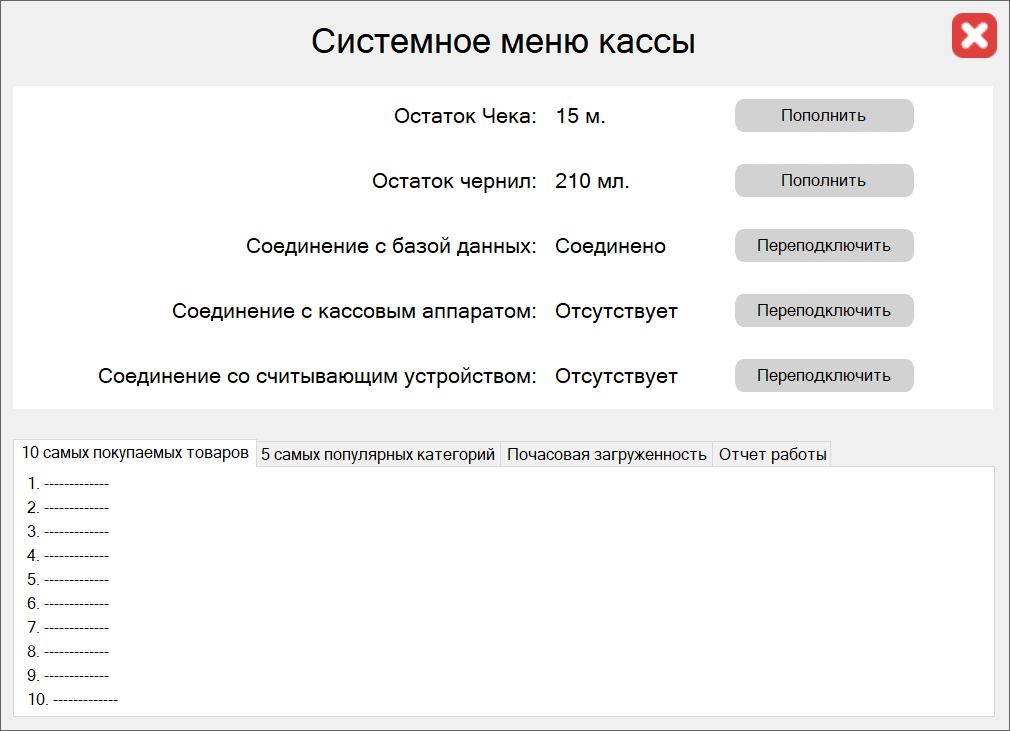 Системное меню кассы
Остаток Чека: 15 м. Пополнить
Остаток чернил: 210 мл. Пополнить
Соединение с базой данных: Соединено Переподключить
Соединение с кассовым аппаратом: Отсутствует Переподключить
Соединение со считывающим устройством: Отсутствует Переподключить
10 самых покупаемых товаров 5 самых популярных категорий Почасовая загруженность Отчет работы
1. -------------
2. -------------
3. -------------
4. -------------
5. -------------
6. -------------
7. -------------
8. -------------
9. -------------
10. -------------